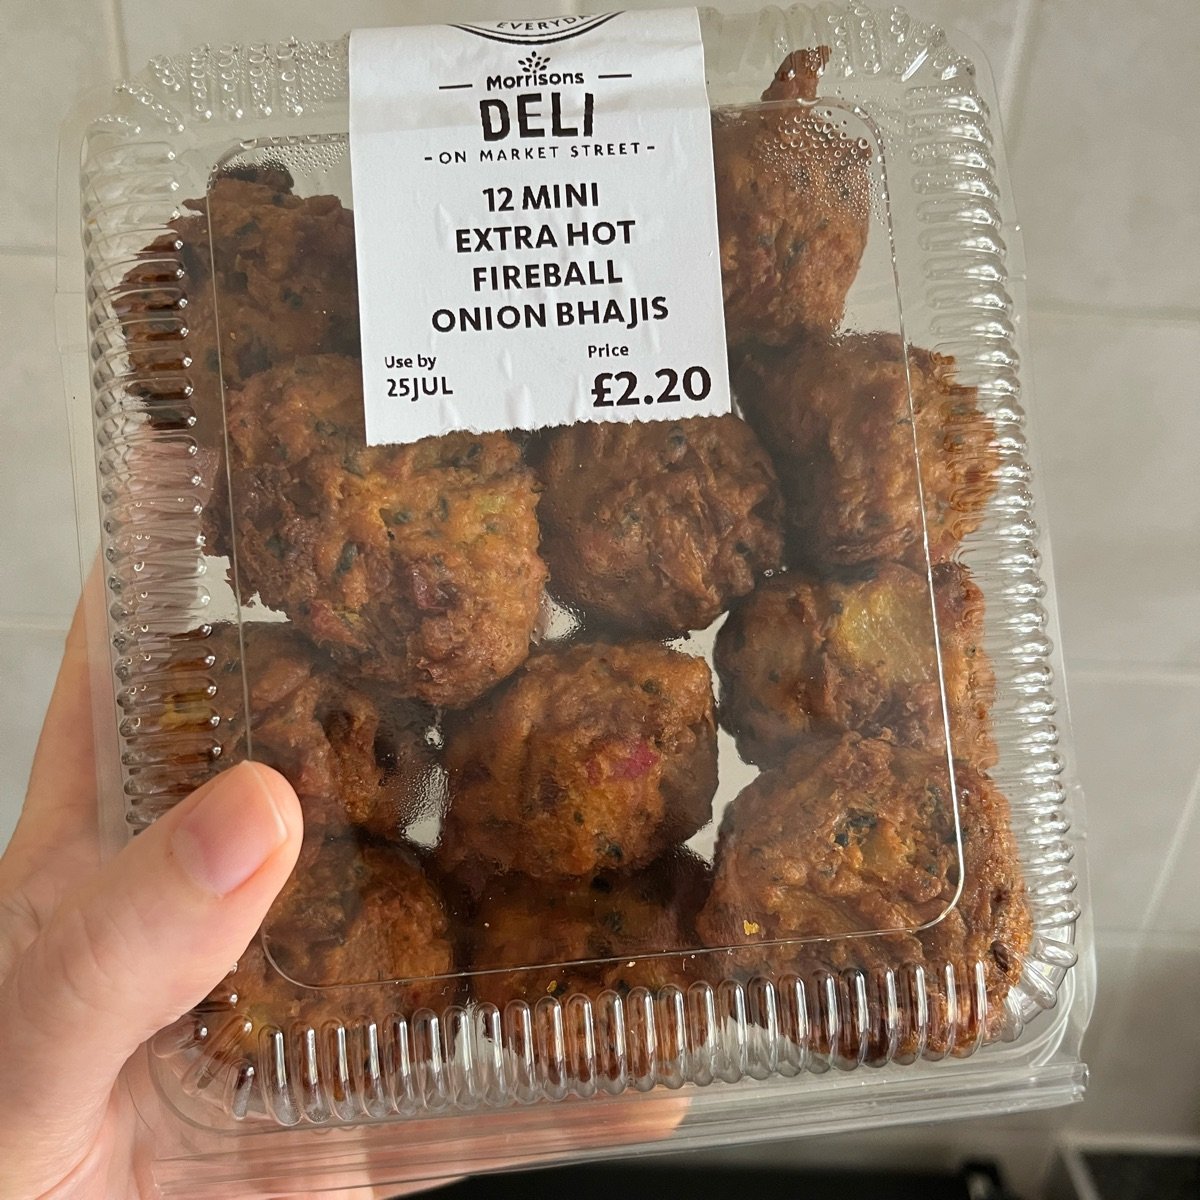 Morrisons
DELI
-ON MARKET STREET-
12 MINI
EXTRA HOT
FIREBALL
ONION BHAJIS
Use by Price
25JUL £2.20